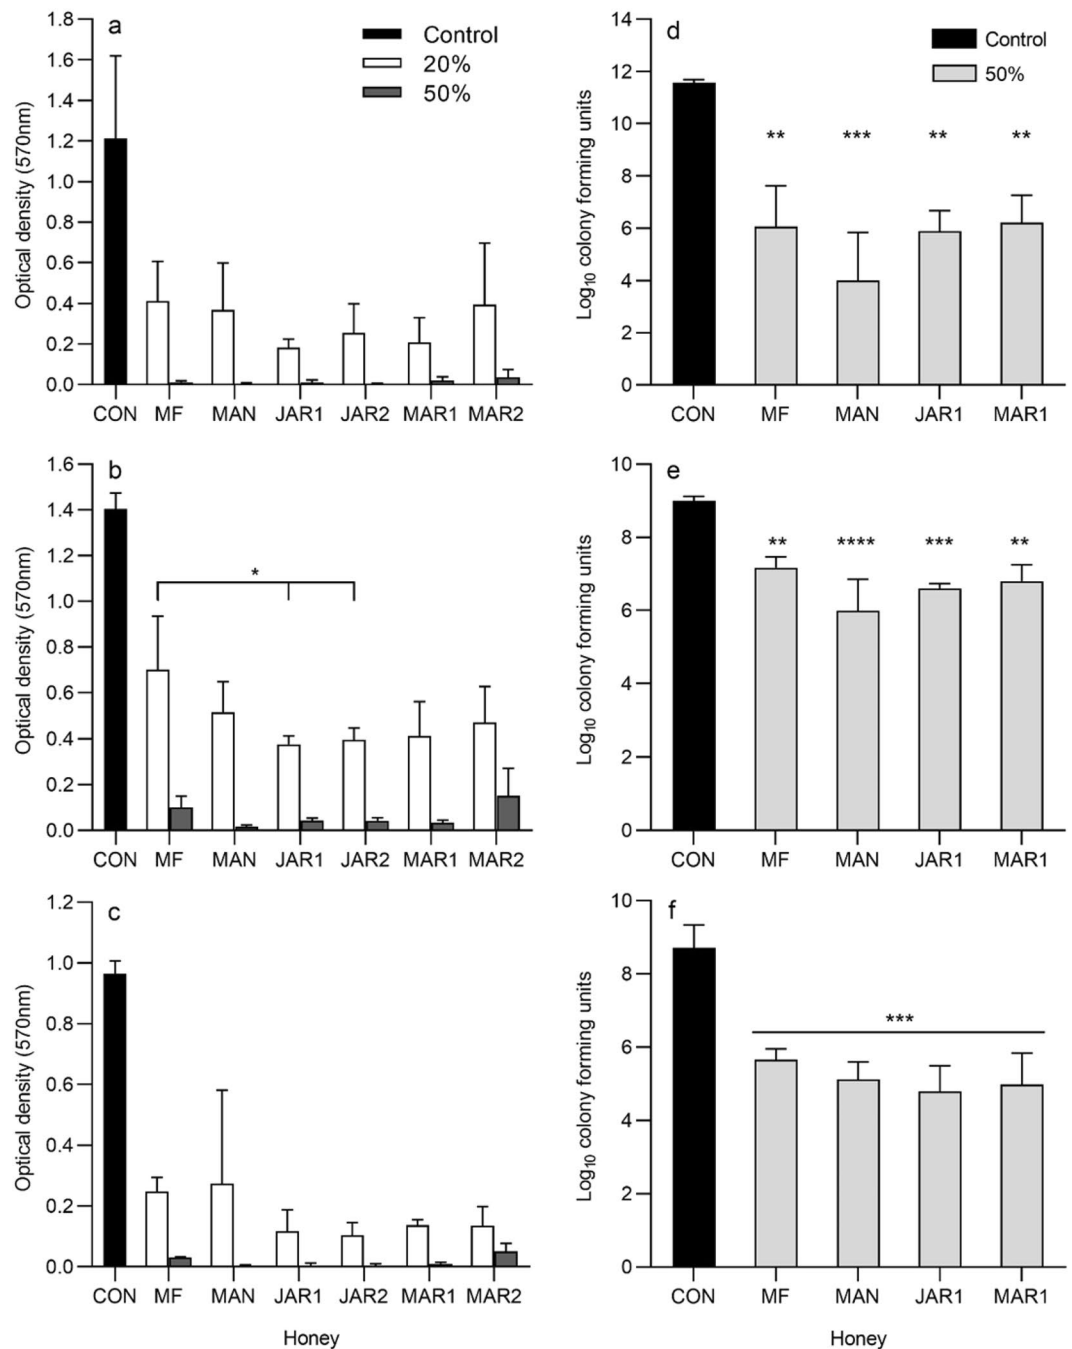 a
Control
20%
50%
Optical density (570nm)
1.8
1.6
1.4
1.2
1.0
0.8
0.6
0.4
0.2
0.0
CON MF MAN JAR1 JAR2 MAR1 MAR2
d
Control
50%
Log₁₀ colony forming units
14
12
10
8
6
4
2
0
** *** ** **
CON MF MAN JAR1 MAR1
b
Optical density (570nm)
1.6
1.4
1.2
1.0
0.8
0.6
0.4
0.2
0.0
*
CON MF MAN JAR1 JAR2 MAR1 MAR2
e
Log₁₀ colony forming units
10
8
6
4
2
0
** **** *** **
CON MF MAN JAR1 MAR1
c
Optical density (570nm)
1.2
1.0
0.8
0.6
0.4
0.2
0.0
CON MF MAN JAR1 JAR2 MAR1 MAR2
Honey
f
Log₁₀ colony forming units
10
8
6
4
2
0
***
CON MF MAN JAR1 MAR1
Honey